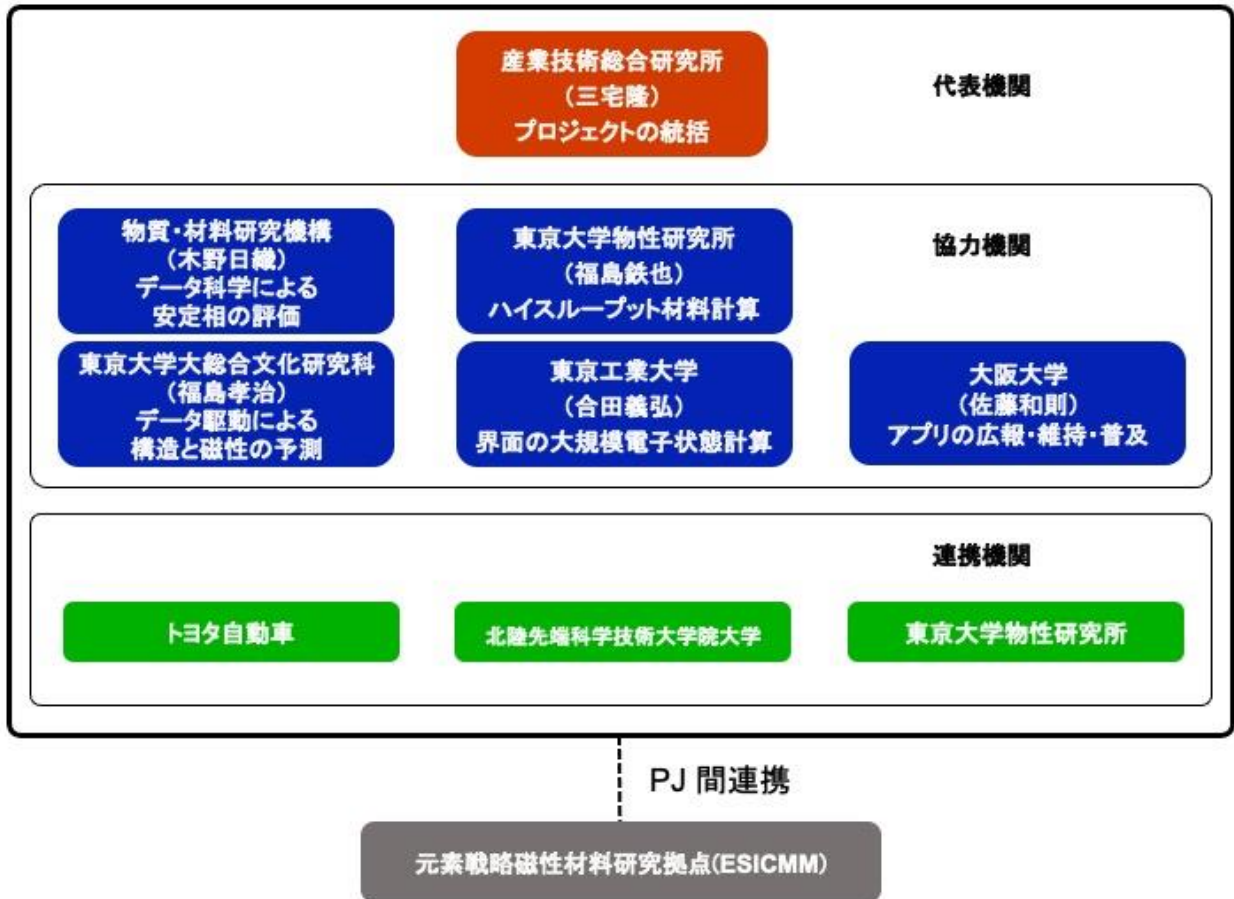 産業技術総合研究所
(三宅隆)
プロジェクトの統括
代表機関
物質・材料研究機構
(木野日織)
データ科学による
安定相の評価
東京大学物性研究所
(福島鉄也)
ハイスループット材料計算
協力機関
東京大学大総合文化研究科
(福島孝治)
データ駆動による
構造と磁性の予測
東京工業大学
(合田義弘)
界面の大規模電子状態計算
大阪大学
(佐藤和則)
アプリの広報・維持・普及
連携機関
トヨタ自動車
北陸先端科学技術大学院大学
東京大学物性研究所
PJ 間連携
元素戦略磁性材料研究拠点(ESICMM)